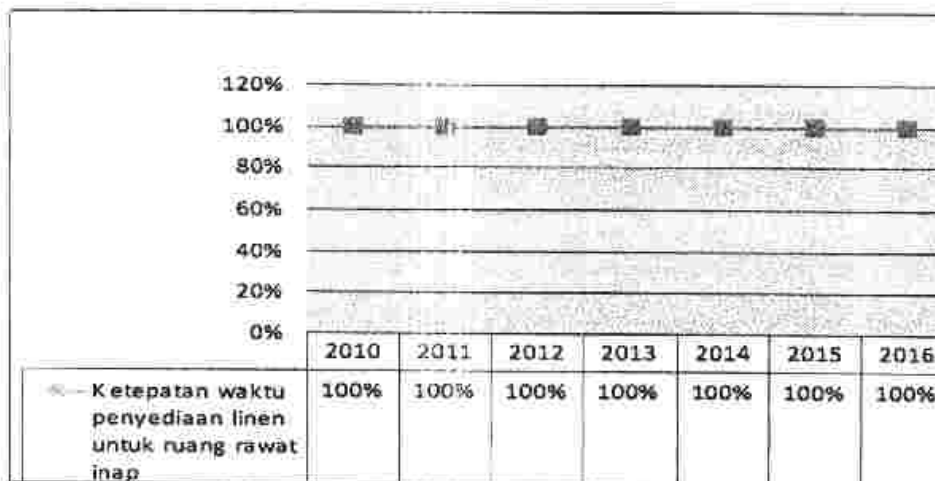 120%
100%
80%
60%
40%
20%
0%
2010 2011 2012 2013 2014 2015 2016
Ketepatan waktu 100% 100% 100% 100% 100% 100% 100%
penyediaan linen
untuk ruang rawat
inap